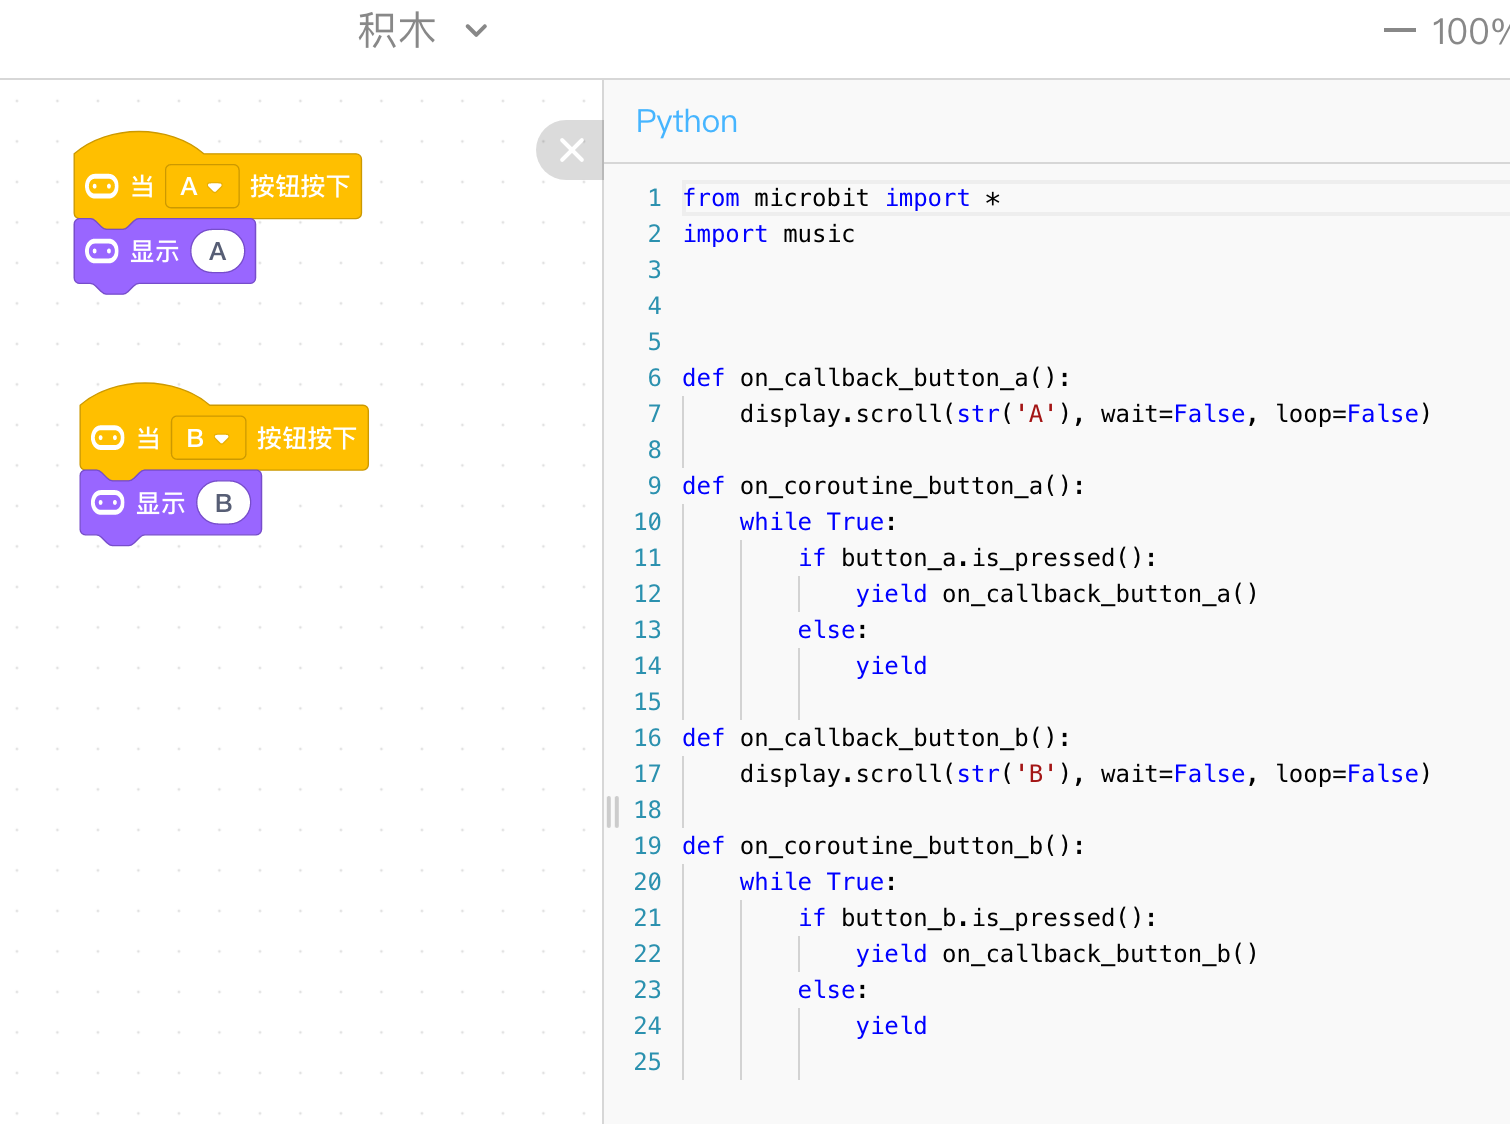 积木
100%
当 A 按钮按下
显示 A
当 B 按钮按下
显示 B
Python
1 from microbit import *
2 import music
3
4
5
6 def on_callback_button_a():
7     display.scroll(str('A'), wait=False, loop=False)
8
9 def on_coroutine_button_a():
10     while True:
11         if button_a.is_pressed():
12             yield on_callback_button_a()
13         else:
14             yield
15
16 def on_callback_button_b():
17     display.scroll(str('B'), wait=False, loop=False)
18
19 def on_coroutine_button_b():
20     while True:
21         if button_b.is_pressed():
22             yield on_callback_button_b()
23         else:
24             yield
25